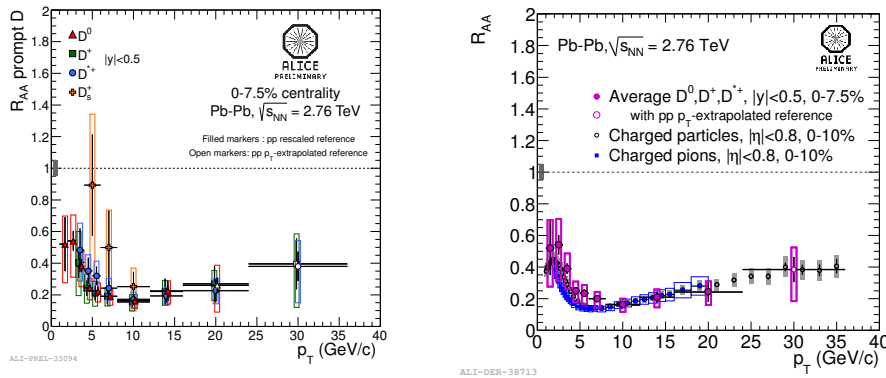 R_AA prompt D
2
1.8
1.6
1.4
1.2
1
0.8
0.6
0.4
0.2
0
D⁰
D⁺
D*⁺
D_s⁺
|y|<0.5
ALICE
PRELIMINARY
0-7.5% centrality
Pb-Pb, √s_NN = 2.76 TeV
Filled markers : pp rescaled reference
Open markers: pp p_T-extrapolated reference
0 5 10 15 20 25 30 35 40
p_T (GeV/c)
ALI-PREL-33094
R_AA
2
1.8
1.6
1.4
1.2
1
0.8
0.6
0.4
0.2
0
Pb-Pb, √s_NN = 2.76 TeV
ALICE
PRELIMINARY
Average D⁰,D⁺,D*⁺, |y|<0.5, 0-7.5%
with pp p_T-extrapolated reference
Charged particles, |η|<0.8, 0-10%
Charged pions, |η|<0.8, 0-10%
0 5 10 15 20 25 30 35 40
p_T (GeV/c)
ALI-DER-38713